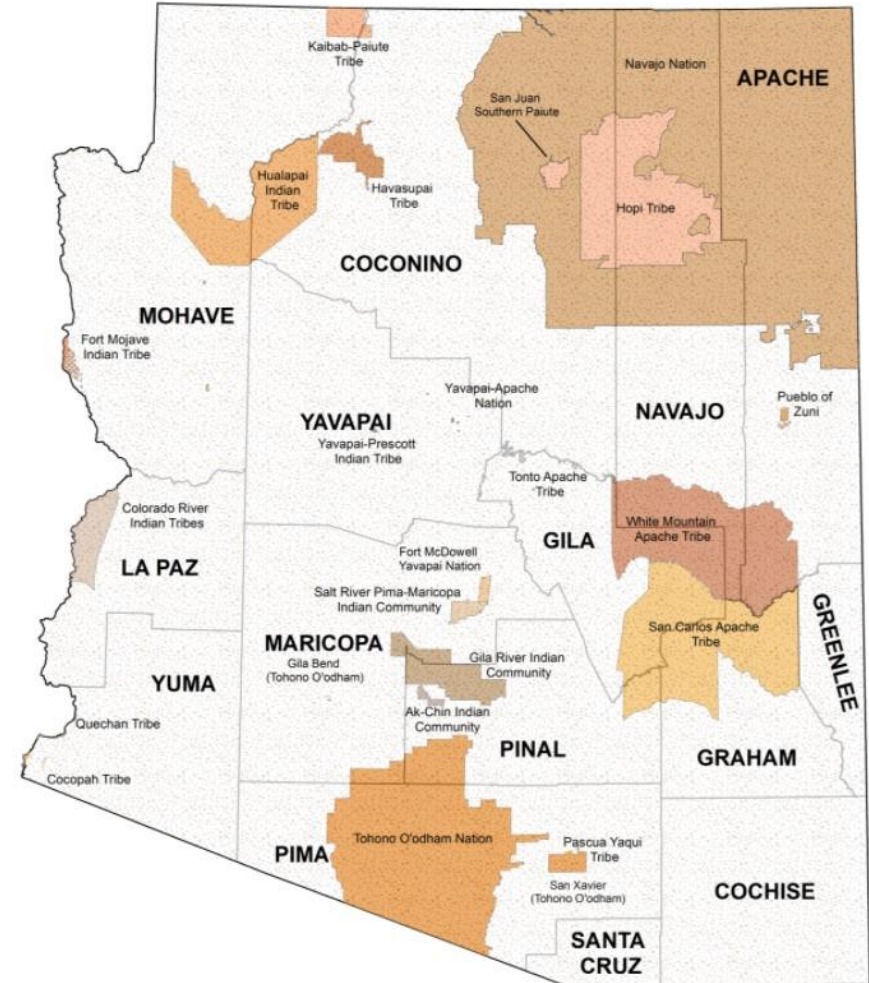 Kaibab-Paiute
Tribe
Navajo Nation
APACHE
San Juan
Southern Paiute
Hualapai
Indian
Tribe
Havasupai
Tribe
Hopi Tribe
COCONINO
MOHAVE
Fort Mojave
Indian Tribe
Yavapai-Apache
Nation
Pueblo of
Zuni
NAVAJO
YAVAPAI
Yavapai-Prescott
Indian Tribe
Tonto Apache
Tribe
Colorado River
Indian Tribes
White Mountain
Apache Tribe
GILA
LA PAZ
Fort McDowell
Yavapai Nation
Salt River Pima-Maricopa
Indian Community
GREENLEE
San Carlos Apache
Tribe
MARICOPA
Gila Bend
(Tohono O'odham)
Gila River Indian
Community
YUMA
Ak-Chin Indian
Community
Quechan Tribe
PINAL
GRAHAM
Cocopah Tribe
Tohono O'odham Nation
PIMA
Pascua Yaqui
Tribe
San Xavier
(Tohono O'odham)
COCHISE
SANTA
CRUZ